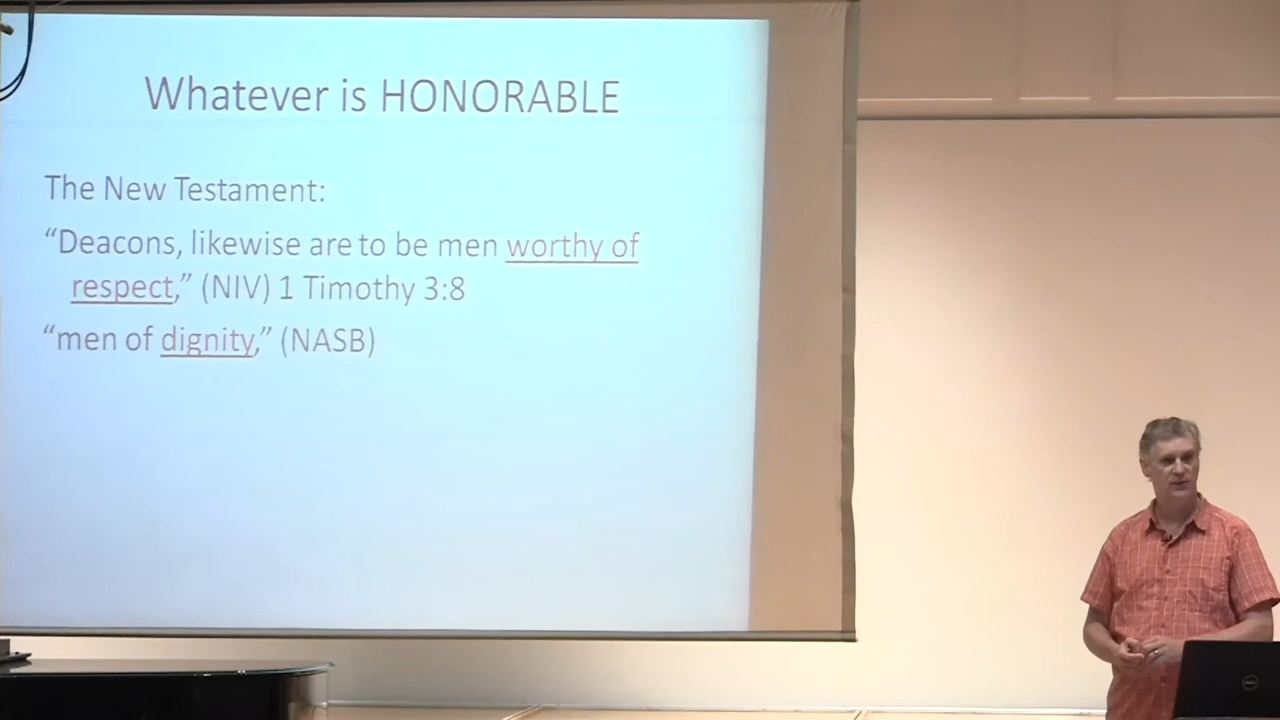 Whatever is HONORABLE
The New Testament:
“Deacons, likewise are to be men worthy of
respect,” (NIV) 1 Timothy 3:8
“men of dignity,” (NASB)
DELL